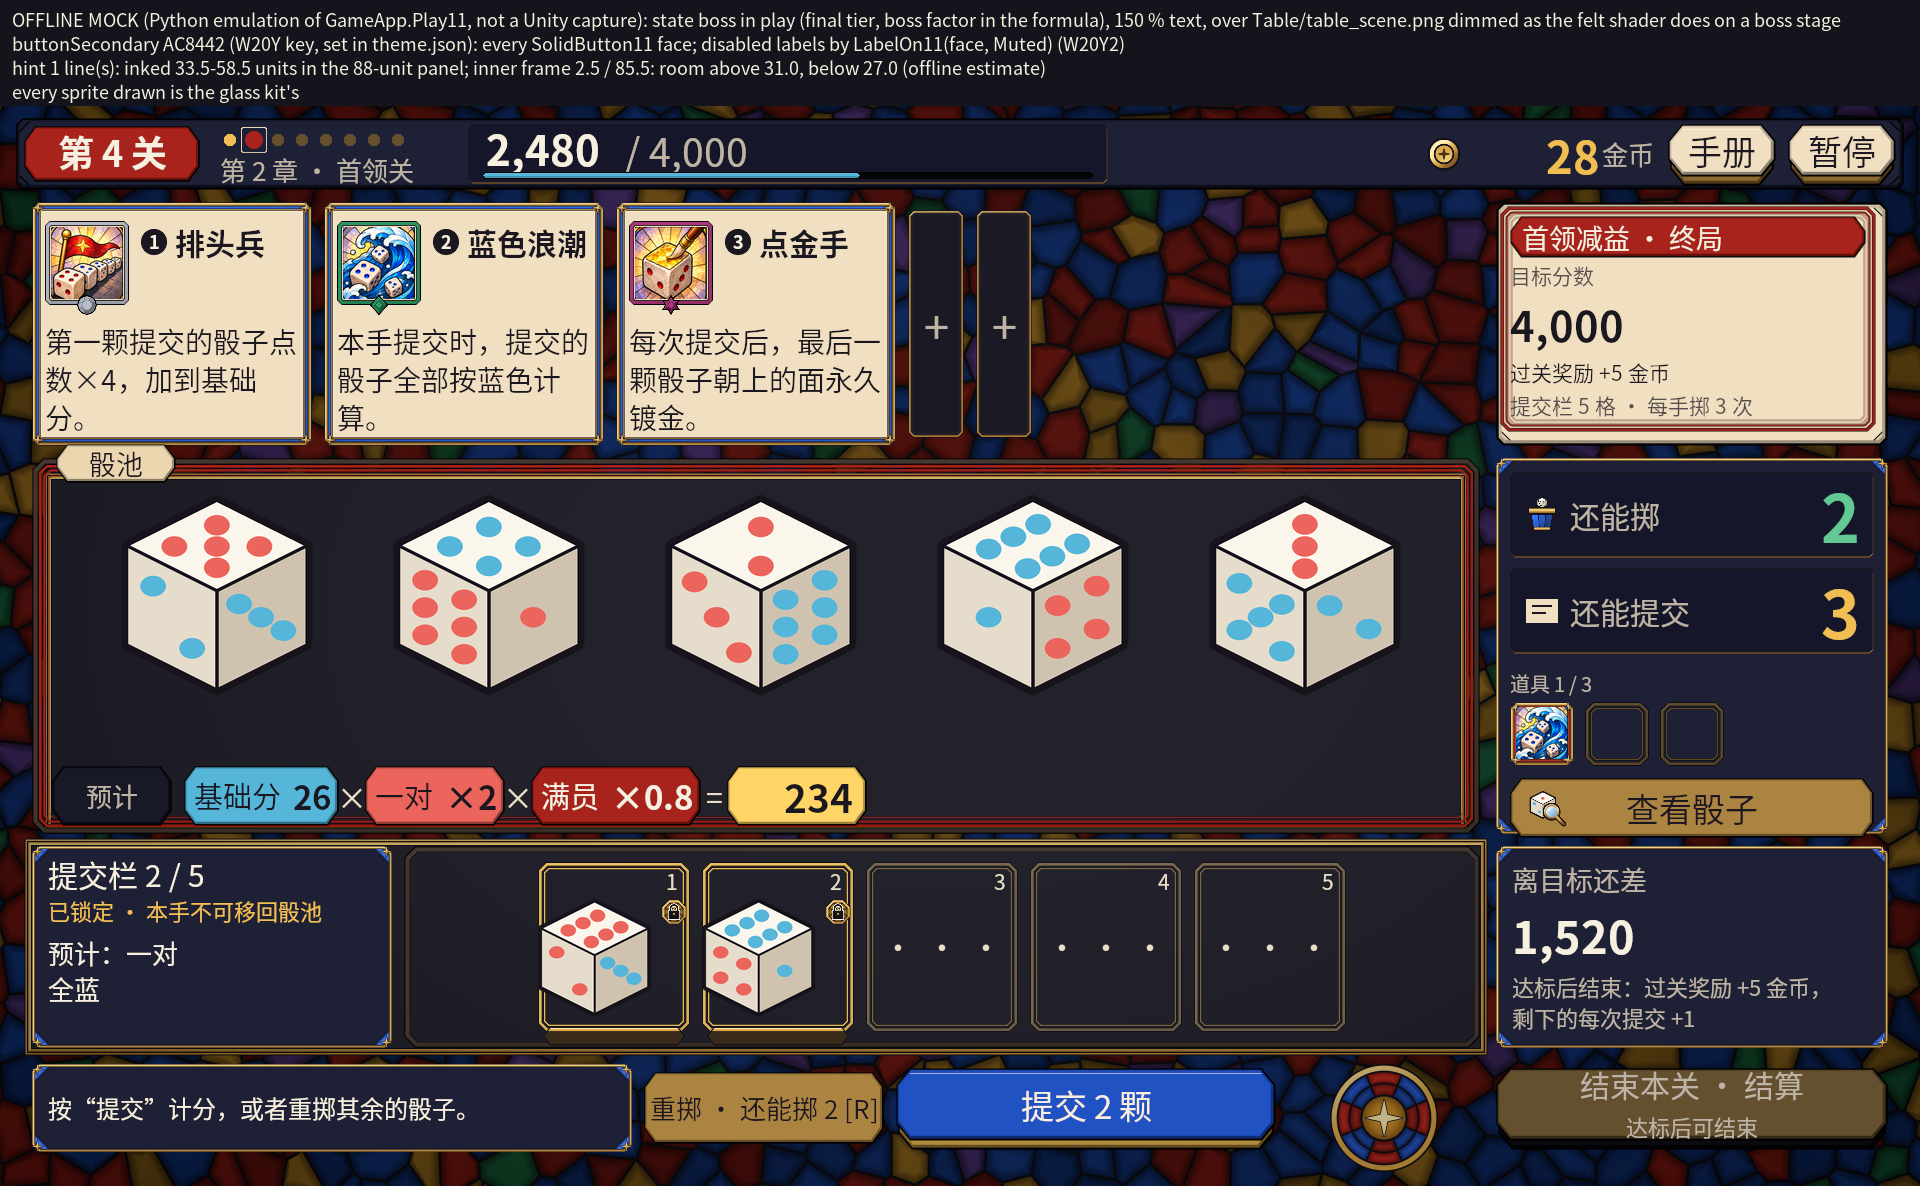 OFFLINE MOCK (Python emulation of GameApp.Play11, not a Unity capture): state boss in play (final tier, boss factor in the formula), 150 % text, over Table/table_scene.png dimmed as the felt shader does on a boss stage
buttonSecondary AC8442 (W20Y key, set in theme.json): every SolidButton11 face; disabled labels by LabelOn11(face, Muted) (W20Y2)
hint 1 line(s): inked 33.5-58.5 units in the 88-unit panel; inner frame 2.5 / 85.5: room above 31.0, below 27.0 (offline estimate)
every sprite drawn is the glass kit's
第 4 关
第 2 章 · 首领关
2,480 / 4,000
28 金币
手册
暂停
1 排头兵
第一颗提交的骰子点
数×4，加到基础
分。
2 蓝色浪潮
本手提交时，提交的
骰子全部按蓝色计
算。
3 点金手
每次提交后，最后一
颗骰子朝上的面永久
镀金。
+
+
首领减益 · 终局
目标分数
4,000
过关奖励 +5 金币
提交栏 5 格 · 每手掷 3 次
骰池
还能掷 2
还能提交 3
道具 1 / 3
查看骰子
预计 基础分 26 × 一对 ×2 × 满员 ×0.8 = 234
提交栏 2 / 5
已锁定 · 本手不可移回骰池
预计：一对
全蓝
1
2
3
4
5
离目标还差
1,520
达标后结束：过关奖励 +5 金币，
剩下的每次提交 +1
按“提交”计分，或者重掷其余的骰子。
重掷 · 还能掷 2 [R]
提交 2 颗
结束本关 · 结算
达标后可结束